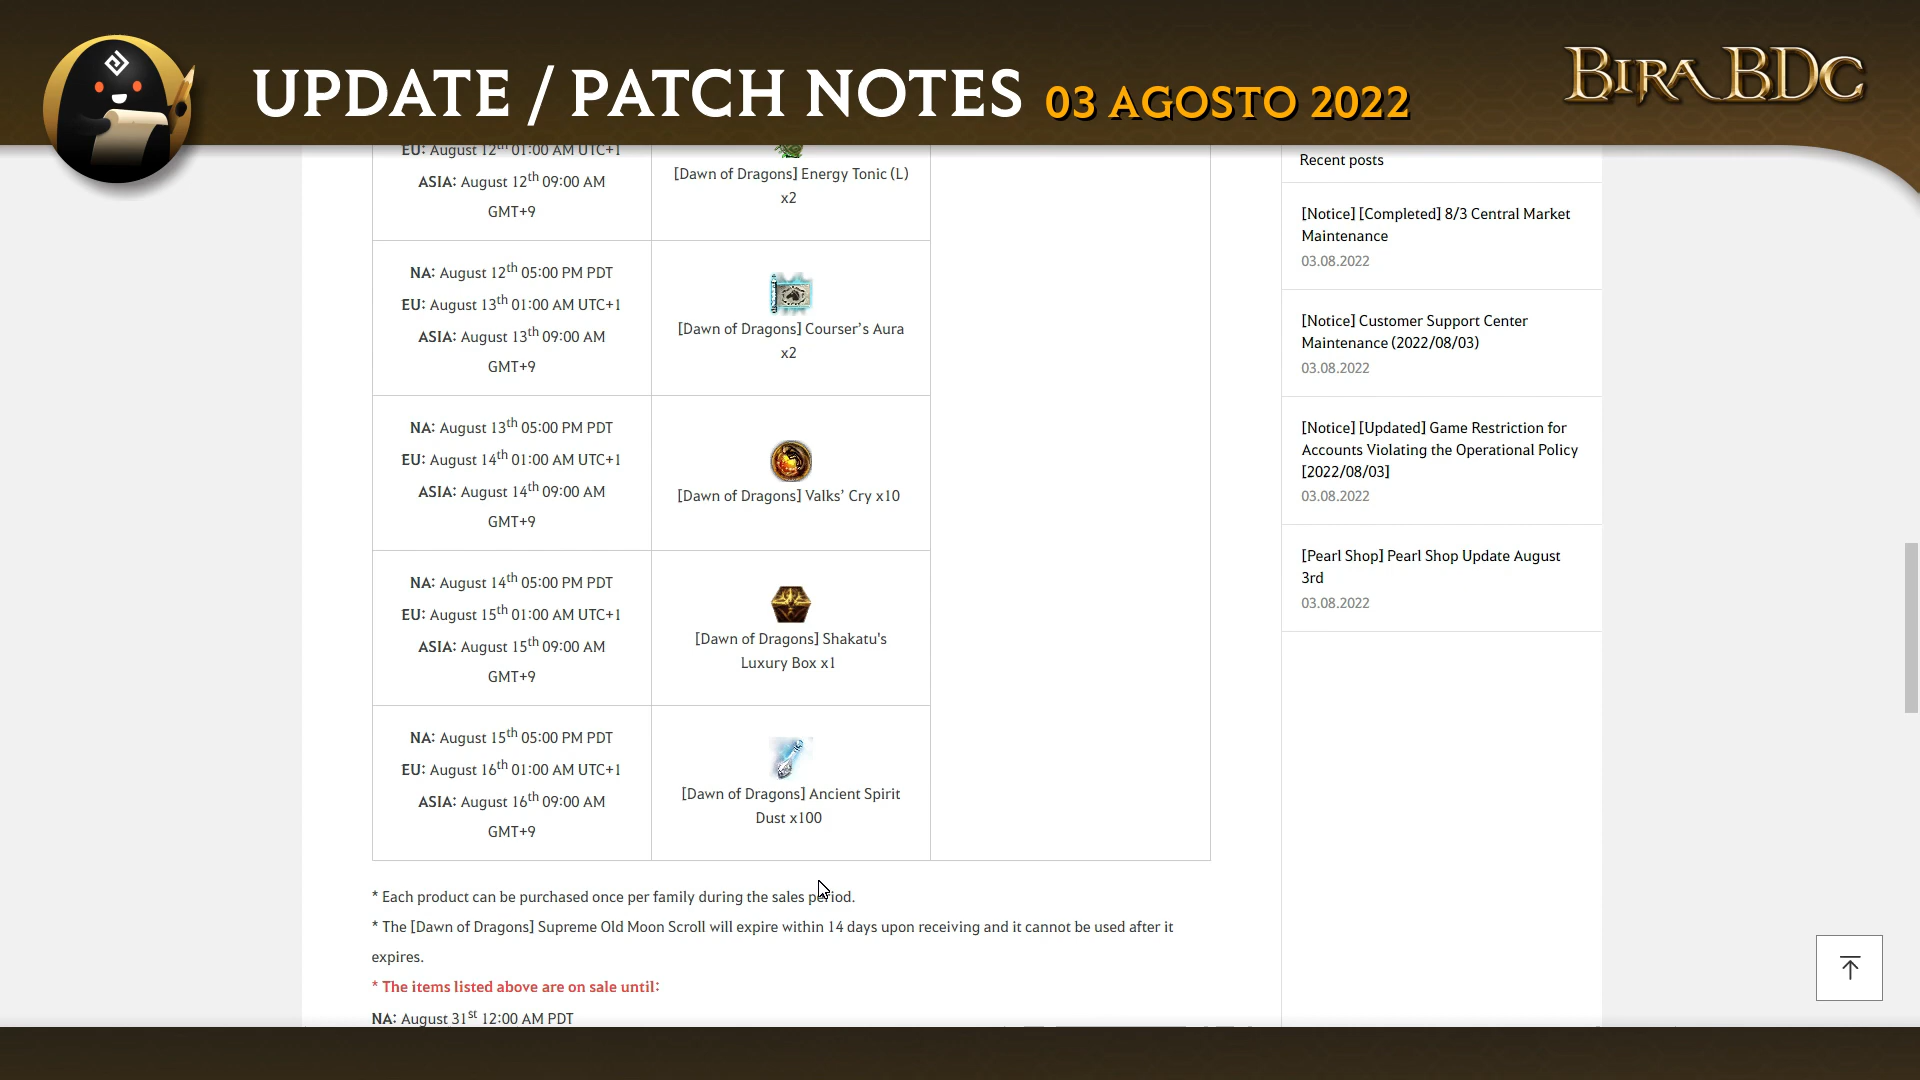 UPDATE / PATCH NOTES 03 AGOSTO 2022
BIRA BDC
EU: August 12th 01:00 AM UTC+1
ASIA: August 12th 09:00 AM
GMT+9
[Dawn of Dragons] Energy Tonic (L)
x2
NA: August 12th 05:00 PM PDT
EU: August 13th 01:00 AM UTC+1
ASIA: August 13th 09:00 AM
GMT+9
[Dawn of Dragons] Courser’s Aura
x2
NA: August 13th 05:00 PM PDT
EU: August 14th 01:00 AM UTC+1
ASIA: August 14th 09:00 AM
GMT+9
[Dawn of Dragons] Valks’ Cry x10
NA: August 14th 05:00 PM PDT
EU: August 15th 01:00 AM UTC+1
ASIA: August 15th 09:00 AM
GMT+9
[Dawn of Dragons] Shakatu's
Luxury Box x1
NA: August 15th 05:00 PM PDT
EU: August 16th 01:00 AM UTC+1
ASIA: August 16th 09:00 AM
GMT+9
[Dawn of Dragons] Ancient Spirit
Dust x100
* Each product can be purchased once per family during the sales period.
* The [Dawn of Dragons] Supreme Old Moon Scroll will expire within 14 days upon receiving and it cannot be used after it
expires.
* The items listed above are on sale until:
NA: August 31st 12:00 AM PDT
Recent posts
[Notice] [Completed] 8/3 Central Market
Maintenance
03.08.2022
[Notice] Customer Support Center
Maintenance (2022/08/03)
03.08.2022
[Notice] [Updated] Game Restriction for
Accounts Violating the Operational Policy
[2022/08/03]
03.08.2022
[Pearl Shop] Pearl Shop Update August
3rd
03.08.2022